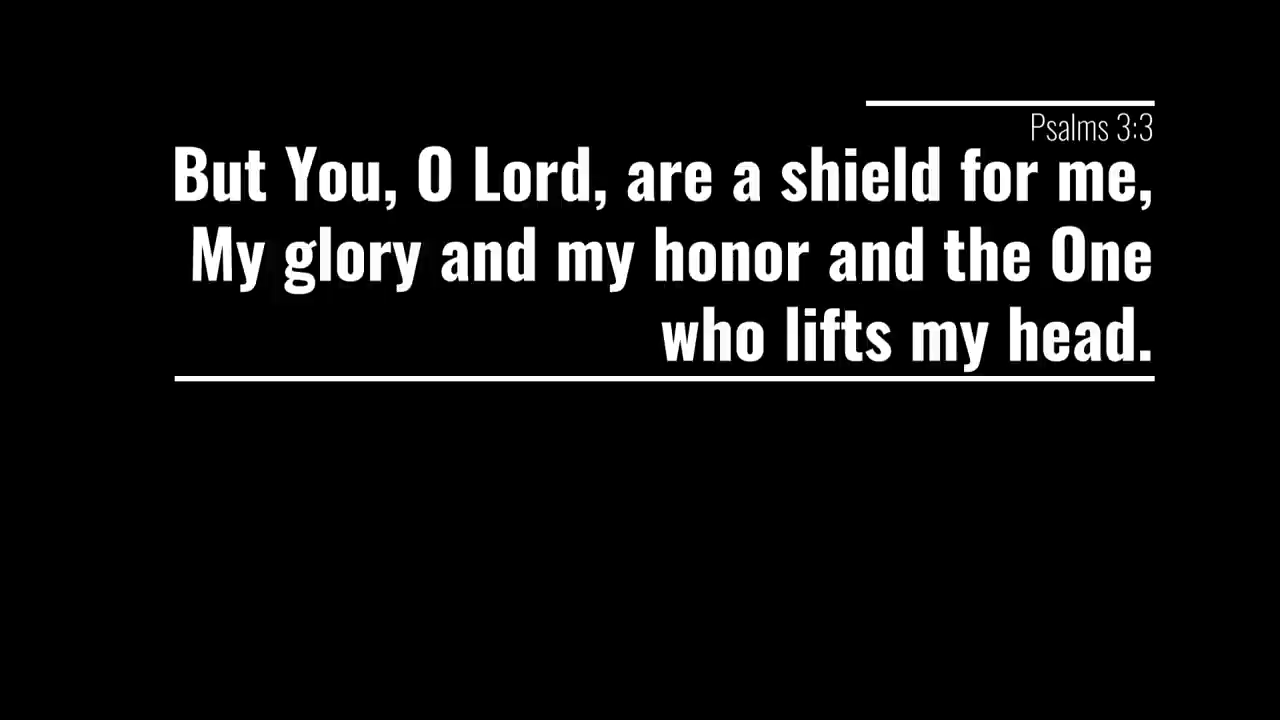 Psalms 3:3
But You, O Lord, are a shield for me,
My glory and my honor and the One
who lifts my head.